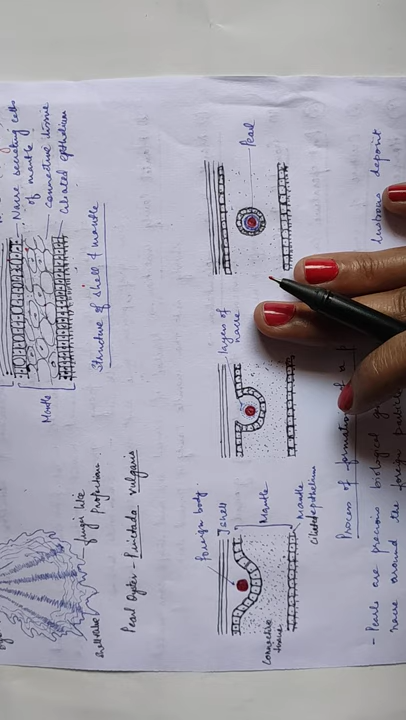 Nacre secreting cells
of mantle
Connective tissue
Ciliated epithelium
Mantle
Structure of shell & mantle
finger like
Projections
Pearl Oyster - Pinctada vulgaris
foreign body
shell
Mantle
Connective
tissue
Mantle
Ciliated epithelium
layers of
nacre
Pearl
Process of formation of a p
- Pearls are precious biological ge
lustrous deposit
nacre around the foreign particle